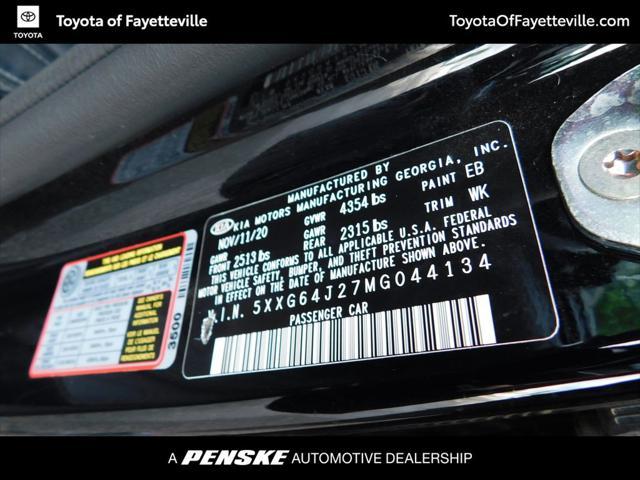 TOYOTA
Toyota of Fayetteville
ToyotaOfFayetteville.com
MANUFACTURED BY
KIA KIA MOTORS MANUFACTURING GEORGIA, INC.
NOV/11/20 GVWR 4354 lbs PAINT EB
GAWR FRONT 2513 lbs GAWR REAR 2315 lbs TRIM WK
THIS VEHICLE CONFORMS TO ALL APPLICABLE U.S.A. FEDERAL
MOTOR VEHICLE SAFETY, BUMPER, AND THEFT PREVENTION STANDARDS
IN EFFECT ON THE DATE OF MANUFACTURE SHOWN ABOVE.
V.I.N. 5XXG64J27MG044134
PASSENGER CAR
3500
A PENSKE AUTOMOTIVE DEALERSHIP